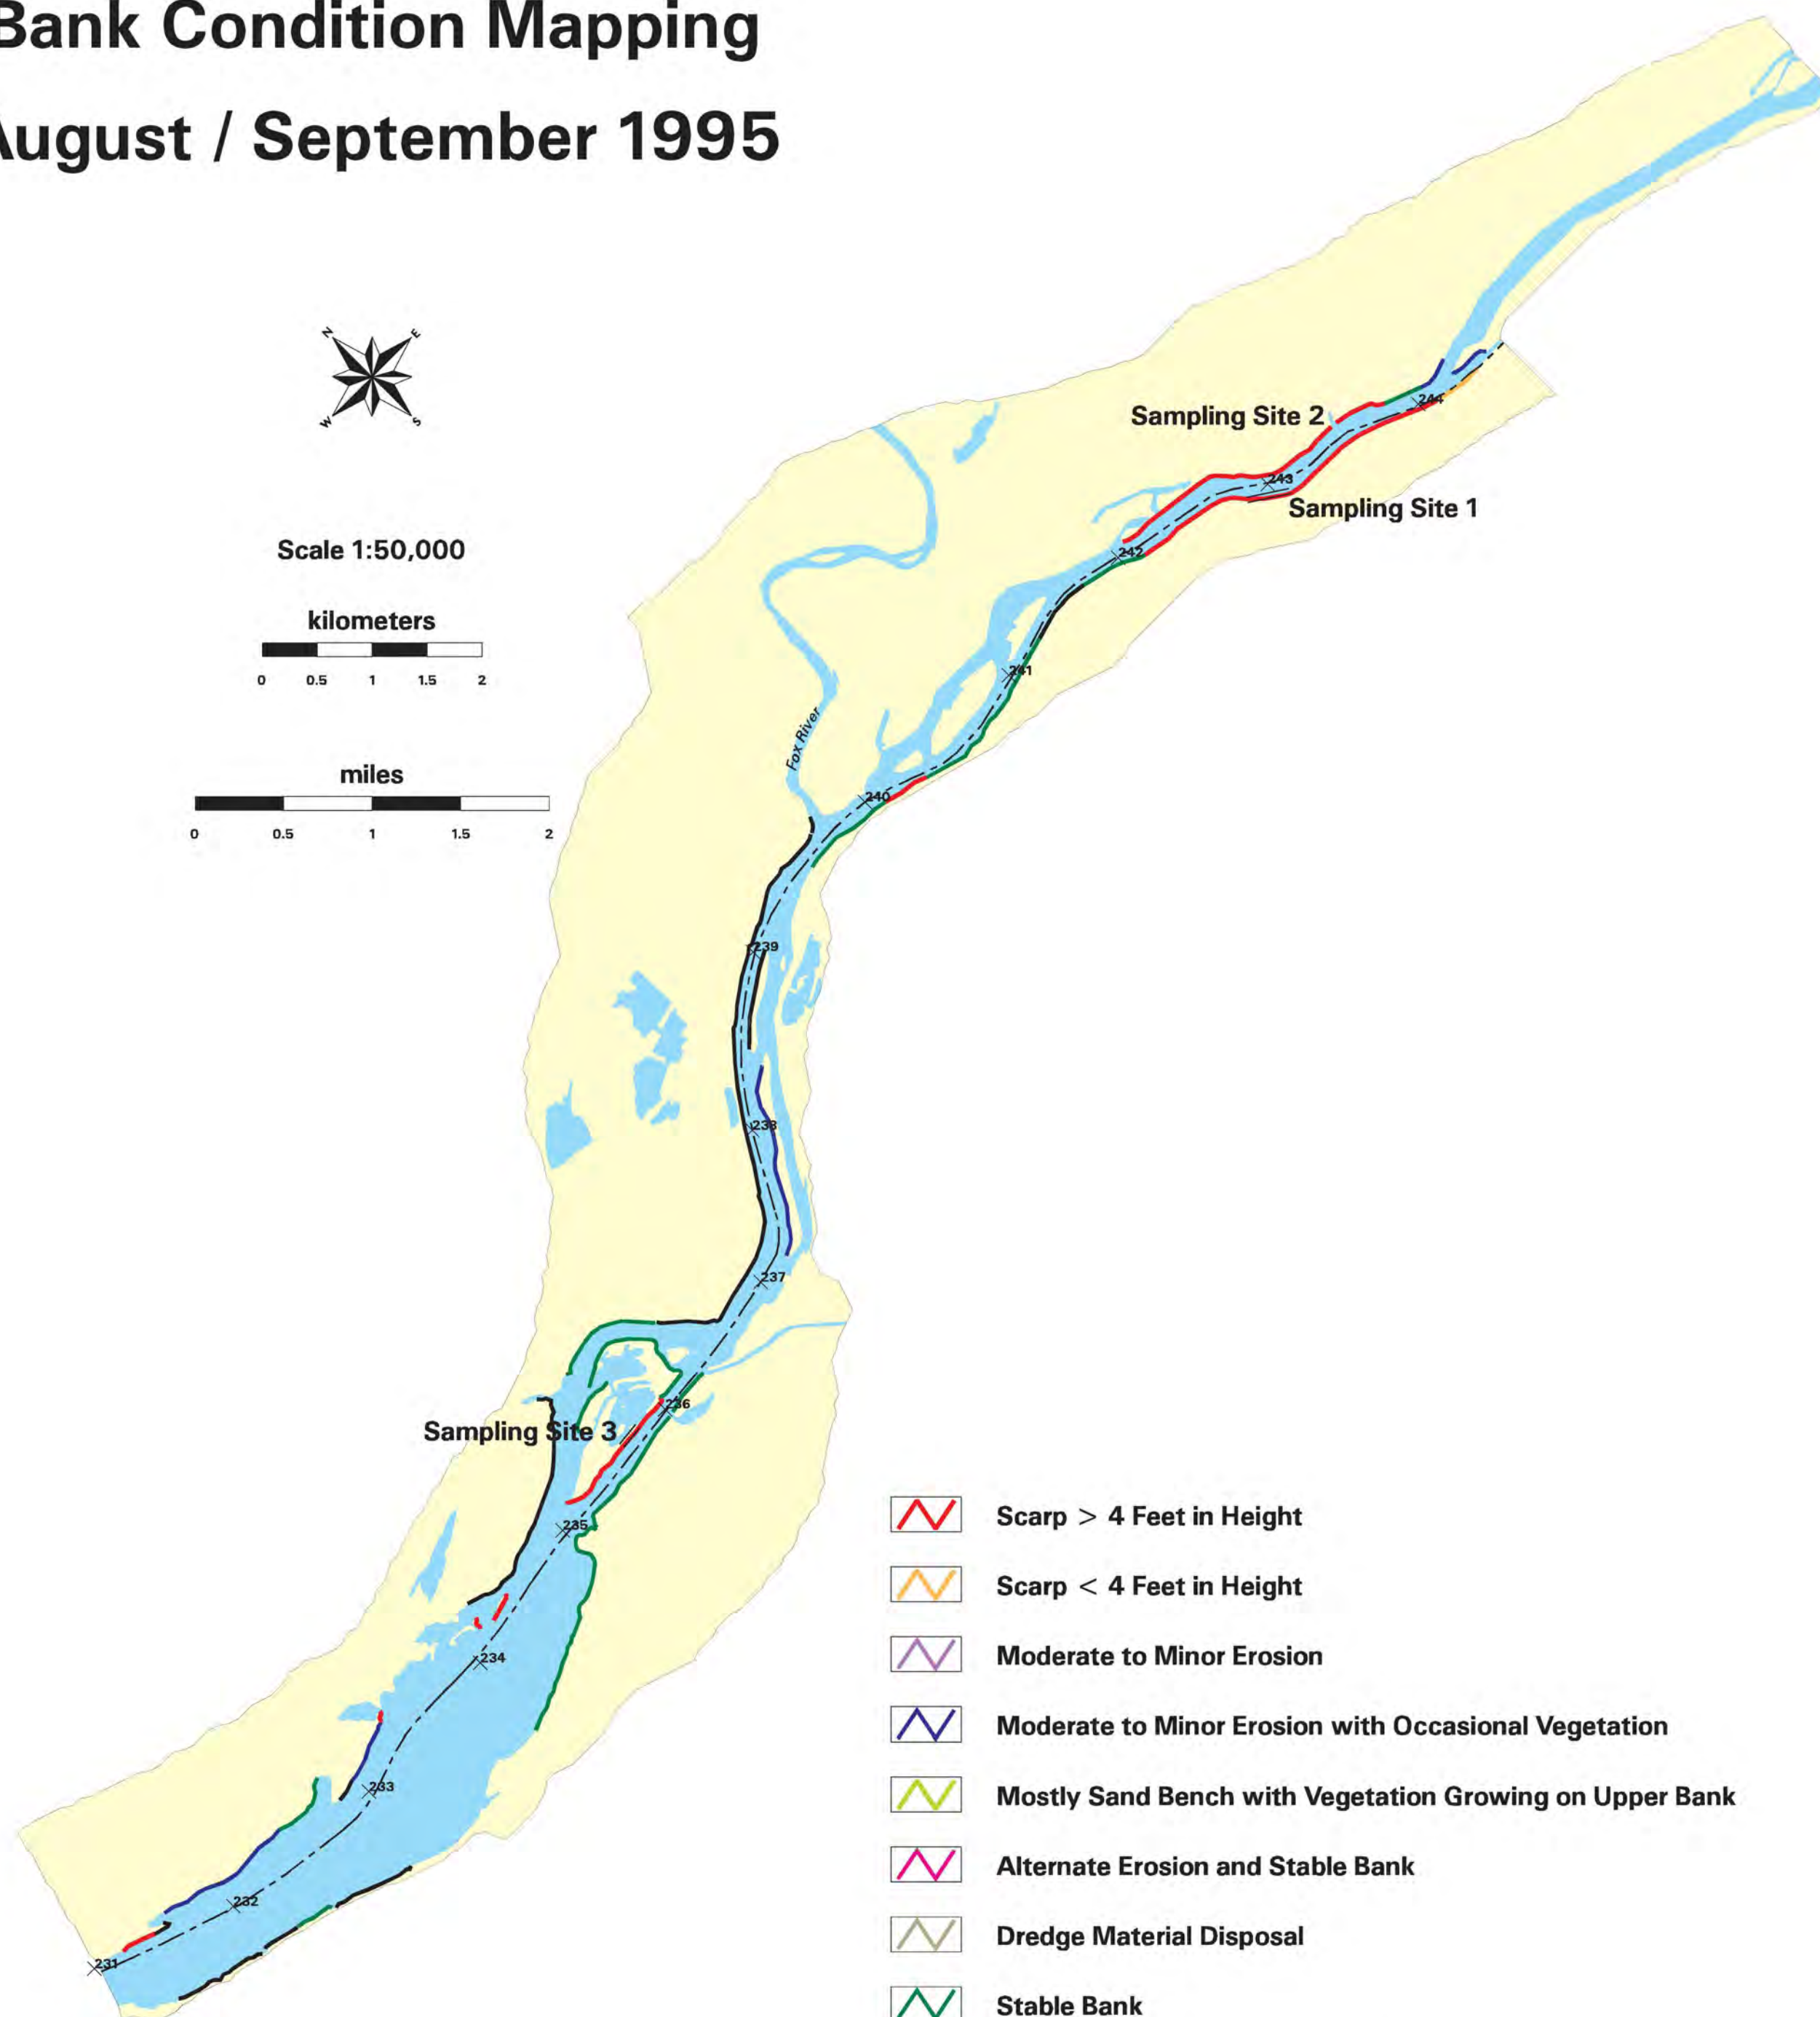 Bank Condition Mapping
August / September 1995
N
E
W
S
Scale 1:50,000
kilometers
0 0.5 1 1.5 2
miles
0 0.5 1 1.5 2
Sampling Site 2
244
243
Sampling Site 1
242
241
Fox River
240
239
238
237
236
Sampling Site 3
235
234
233
232
231
Scarp > 4 Feet in Height
Scarp < 4 Feet in Height
Moderate to Minor Erosion
Moderate to Minor Erosion with Occasional Vegetation
Mostly Sand Bench with Vegetation Growing on Upper Bank
Alternate Erosion and Stable Bank
Dredge Material Disposal
Stable Bank